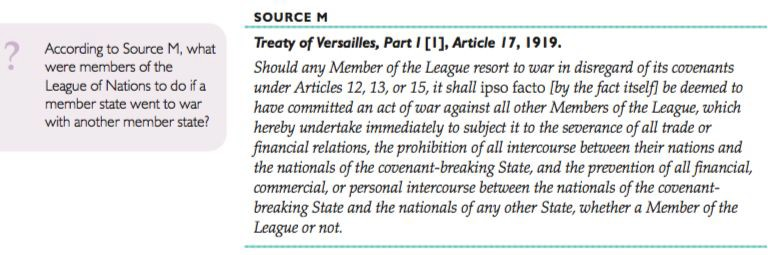 ?
According to Source M, what
were members of the
League of Nations to do if a
member state went to war
with another member state?
SOURCE M
Treaty of Versailles, Part I [1], Article 17, 1919.
Should any Member of the League resort to war in disregard of its covenants
under Articles 12, 13, or 15, it shall ipso facto [by the fact itself] be deemed to
have committed an act of war against all other Members of the League, which
hereby undertake immediately to subject it to the severance of all trade or
financial relations, the prohibition of all intercourse between their nations and
the nationals of the covenant-breaking State, and the prevention of all financial,
commercial, or personal intercourse between the nationals of the covenant-
breaking State and the nationals of any other State, whether a Member of the
League or not.